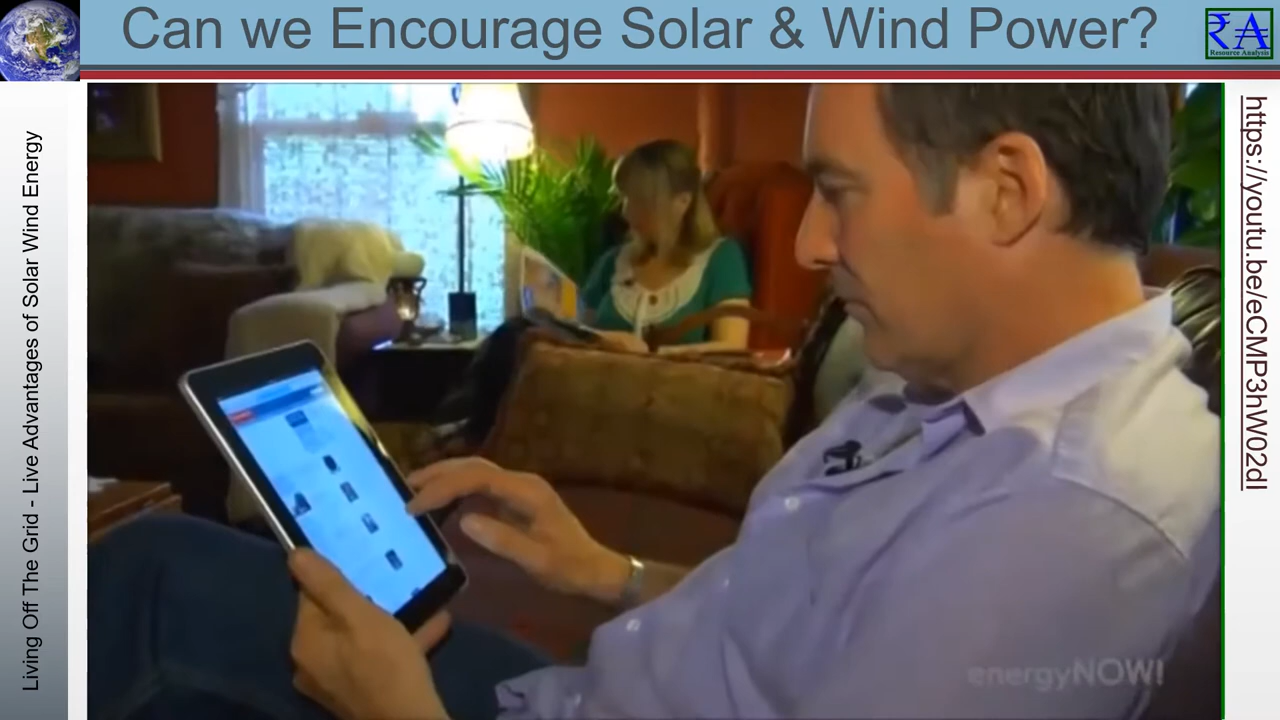 Can we Encourage Solar & Wind Power?
₹A
Resource Analysis
Living Off The Grid - Live Advantages of Solar Wind Energy
https://youtu.be/eCMP3hW02dI
energyNOW!